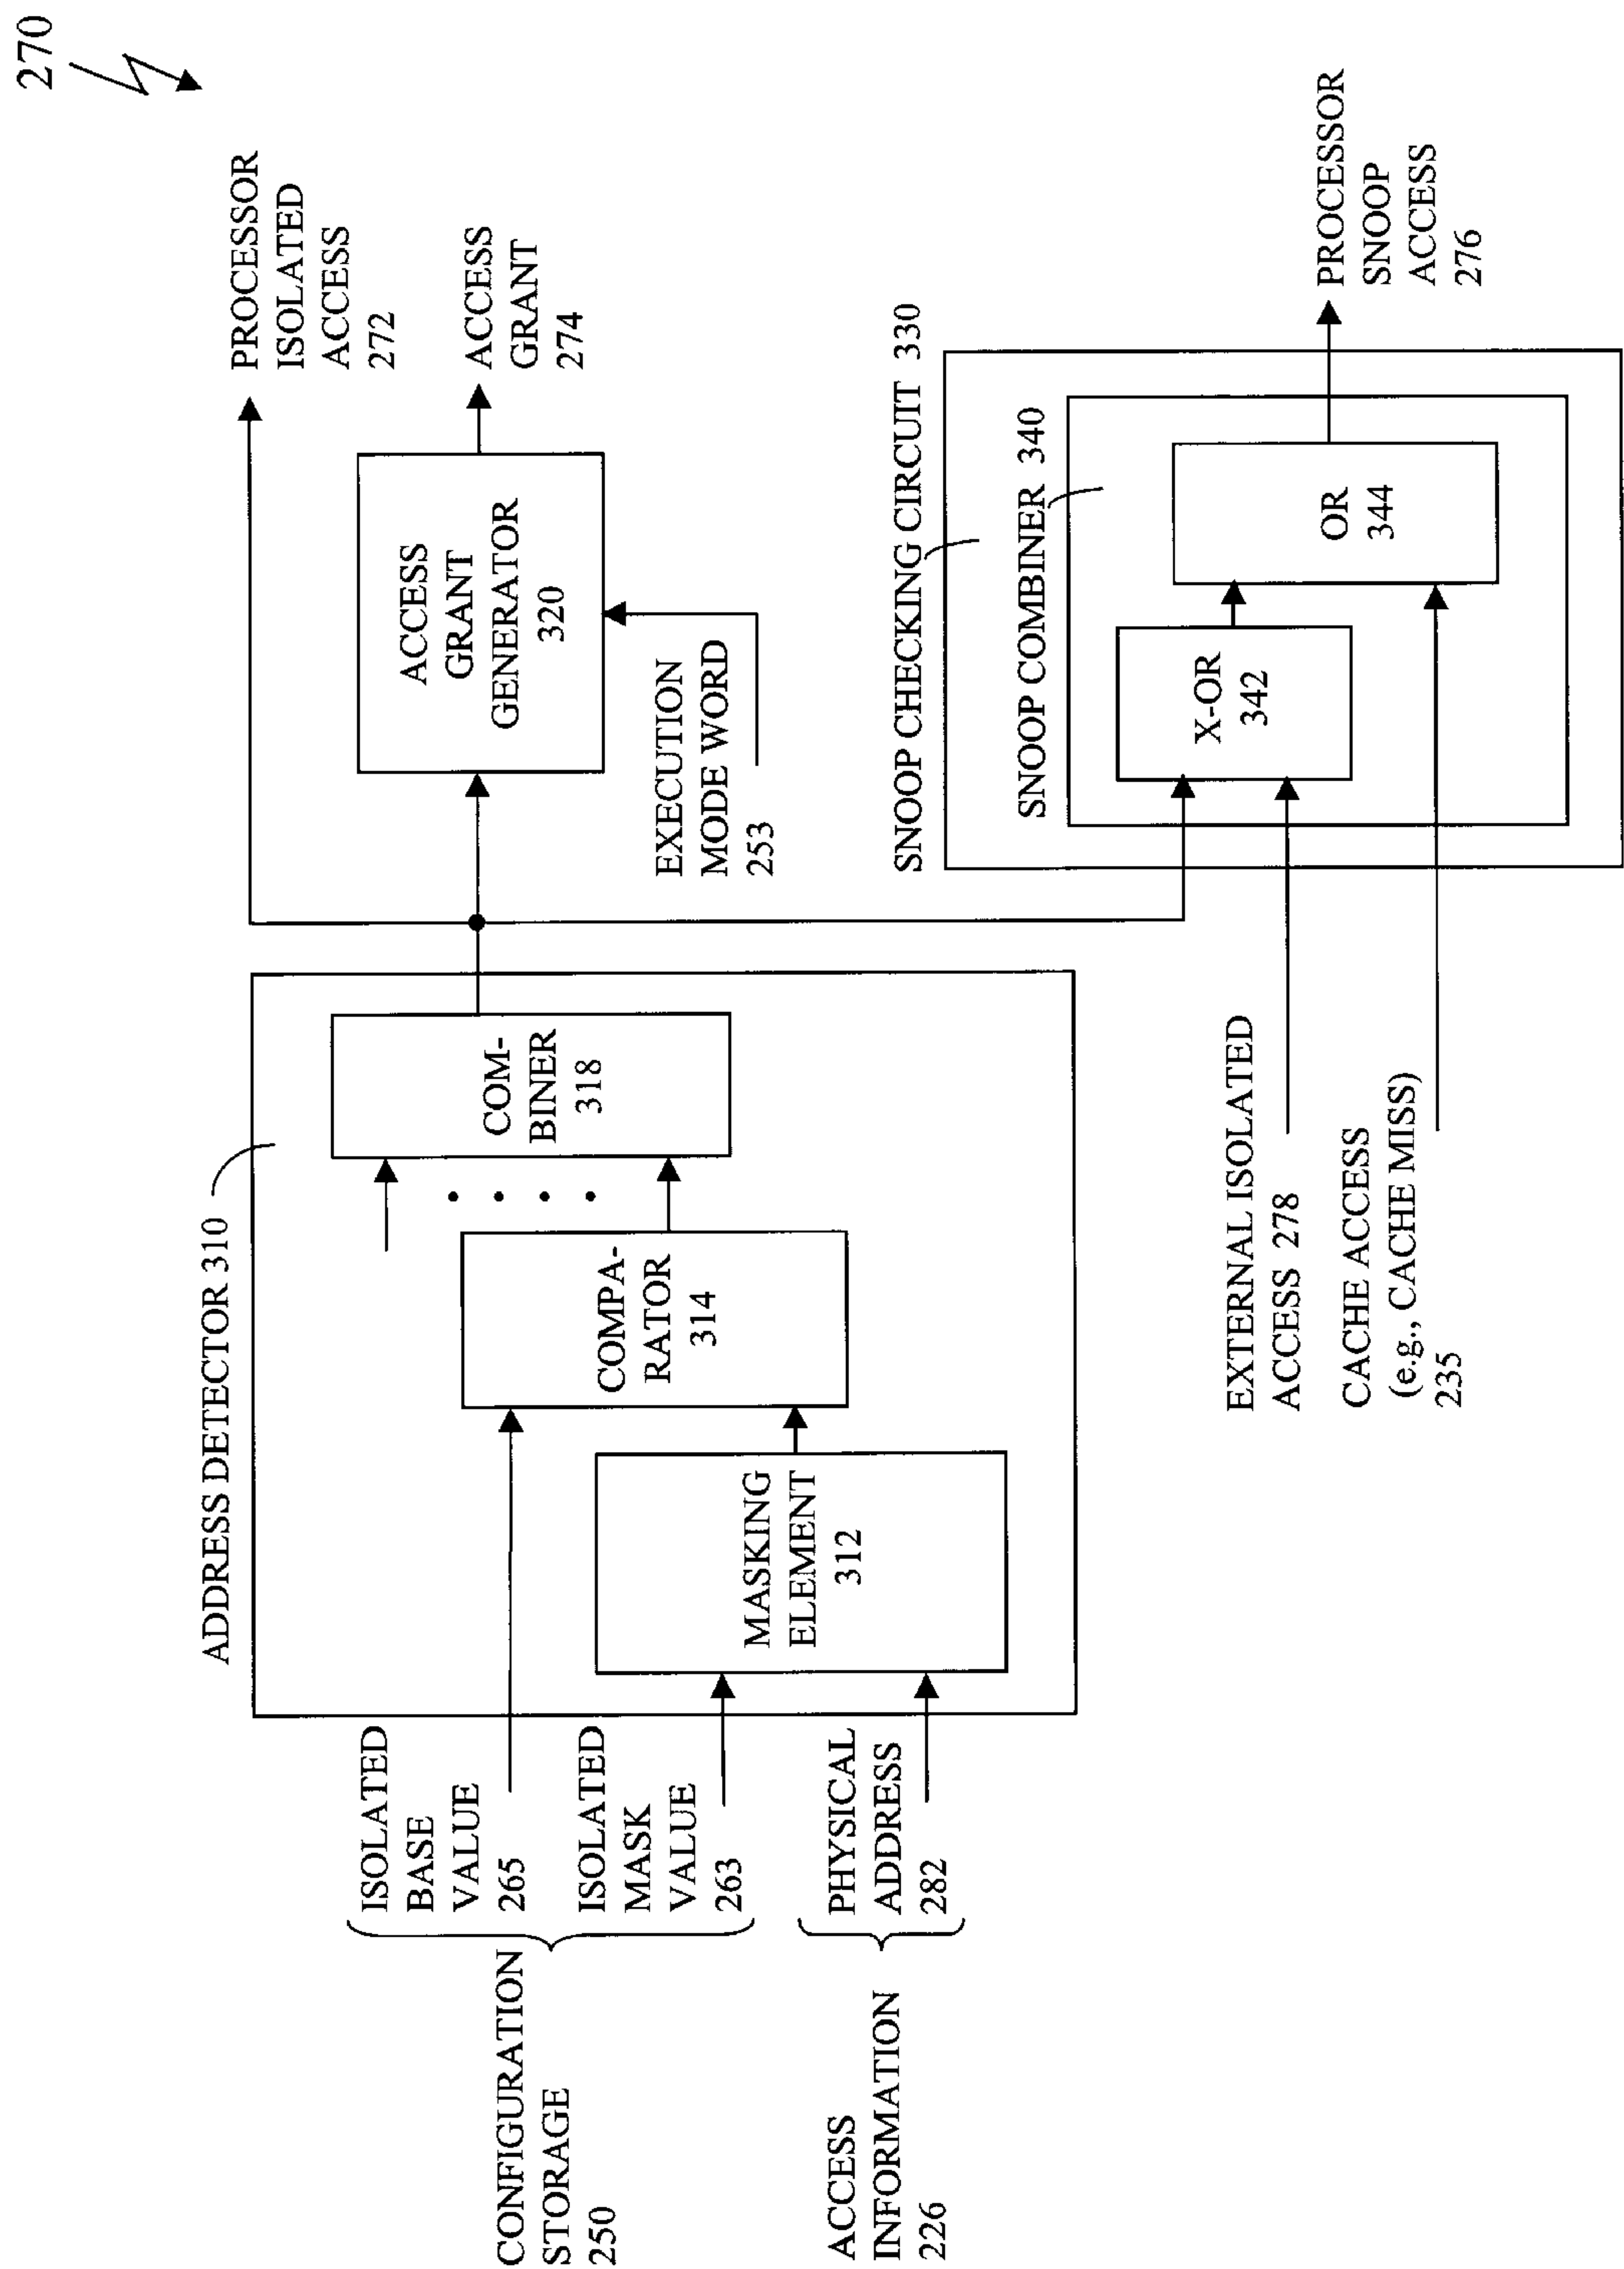 270
PROCESSOR
ISOLATED
ACCESS
272
ACCESS
GRANT
274
ACCESS
GRANT
GENERATOR
320
EXECUTION
MODE WORD
253
ADDRESS DETECTOR 310
COM-
BINER
318
COMPA-
RATOR
314
MASKING
ELEMENT
312
ISOLATED
BASE
VALUE
265
ISOLATED
MASK
VALUE
263
PHYSICAL
ADDRESS
282
CONFIGURATION
STORAGE
250
ACCESS
INFORMATION
226
SNOOP CHECKING CIRCUIT 330
SNOOP COMBINER 340
X-OR
342
OR
344
PROCESSOR
SNOOP
ACCESS
276
EXTERNAL ISOLATED
ACCESS 278
CACHE ACCESS
(e.g., CACHE MISS)
235